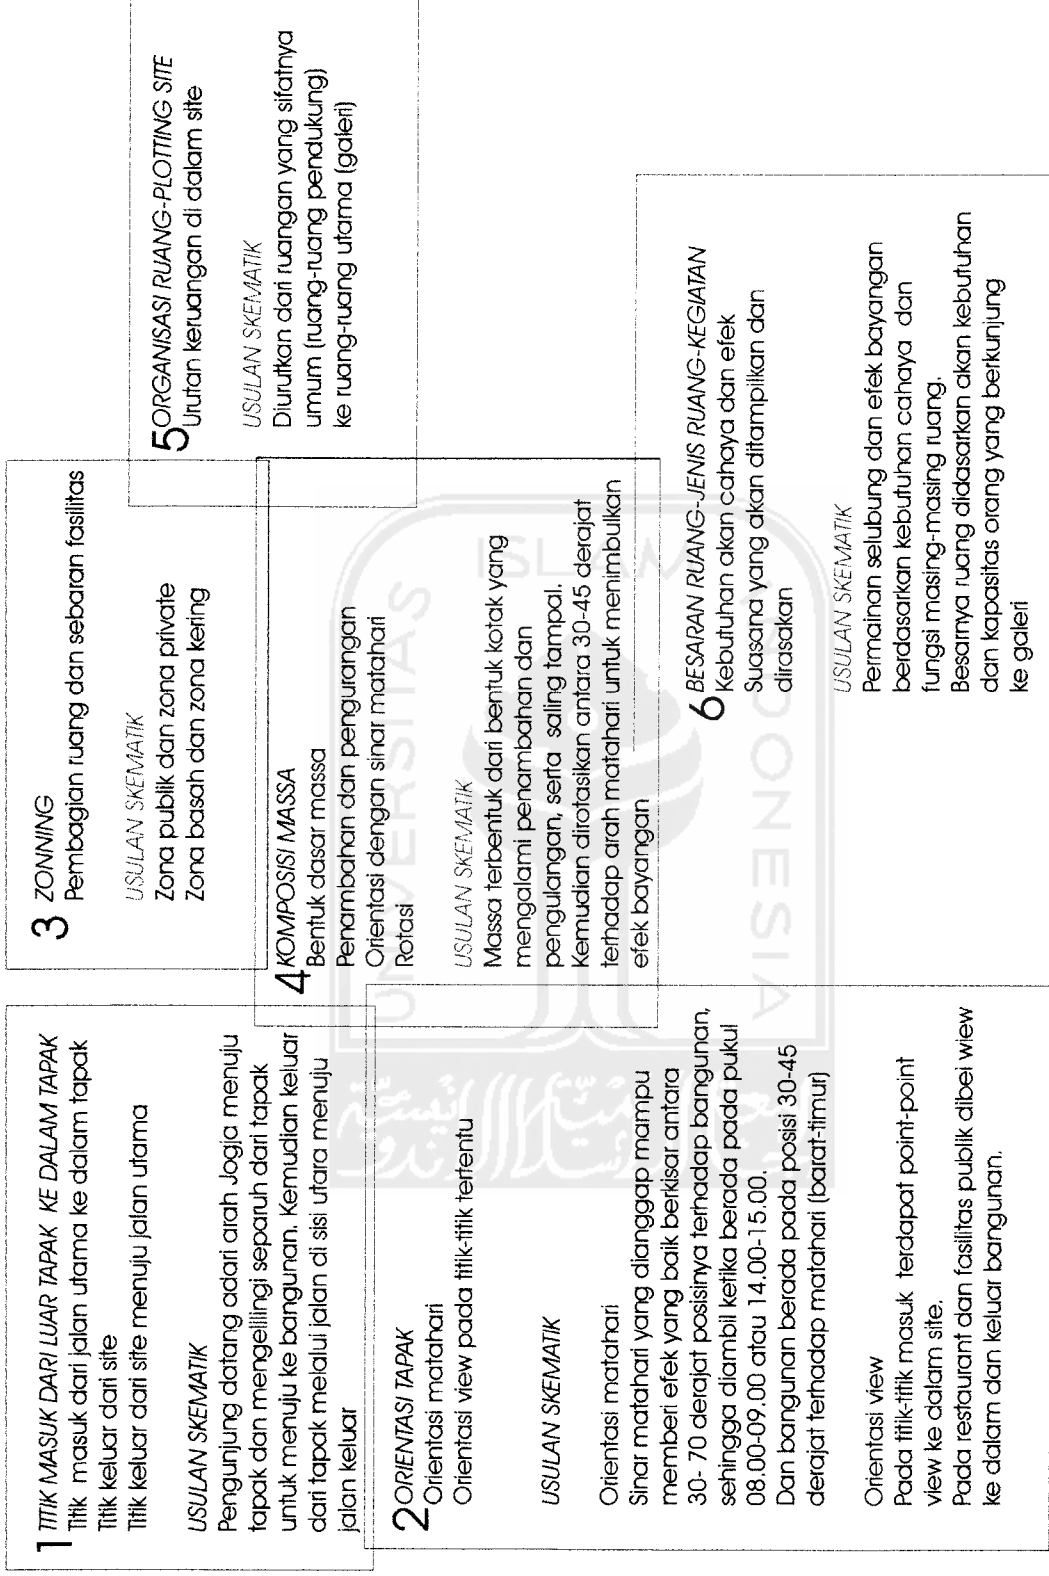 1 TITIK MASUK DARI LUAR TAPAK KE DALAM TAPAK
Titik masuk dari jalan utama ke dalam tapak
Titik keluar dari site
Titik keluar dari site menuju jalan utama
USULAN SKEMATIK
Pengunjung datang adari arah Jogja menuju
tapak dan mengelilingi separuh dari tapak
untuk menuju ke bangunan. Kemudian keluar
dari tapak melalui jalan di sisi utara menuju
jalan keluar
2 ORIENTASI TAPAK
Orientasi matahari
Orientasi view pada titik-titik tertentu
USULAN SKEMATIK
Orientasi matahari
Sinar matahari yang dianggap mampu
memberi efek yang baik berkisar antara
30- 70 derajat posisinya terhadap bangunan,
sehingga diambil ketika berada pada pukul
08.00-09.00 atau 14.00-15.00.
Dan bangunan berada pada posisi 30-45
derajat terhadap matahari (barat-timur)
Orientasi view
Pada titik-titik masuk terdapat point-point
view ke dalam site.
Pada restaurant dan fasilitas publik dibei wiew
ke dalam dan keluar bangunan.
3 ZONNING
Pembagian ruang dan sebaran fasilitas
USULAN SKEMATIK
Zona publik dan zona private
Zona basah dan zona kering
4 KOMPOSISI MASSA
Bentuk dasar massa
Penambahan dan pengurangan
Orientasi dengan sinar matahari
Rotasi
USULAN SKEMATIK
Massa terbentuk dari bentuk kotak yang
mengalami penambahan dan
pengulangan, serta saling tampal.
Kemudian dirotasikan antara 30-45 derajat
terhadap arah matahari untuk menimbulkan
efek bayangan
5 ORGANISASI RUANG-PLOTTING SITE
Urutan keruangan di dalam site
USULAN SKEMATIK
Diurutkan dari ruangan yang sifatnya
umum (ruang-ruang pendukung)
ke ruang-ruang utama (galeri)
6 BESARAN RUANG-JENIS RUANG-KEGIATAN
Kebutuhan akan cahaya dan efek
Suasana yang akan ditampilkan dan
dirasakan
USULAN SKEMATIK
Permainan selubung dan efek bayangan
berdasarkan kebutuhan cahaya dan
fungsi masing-masing ruang.
Besarnya ruang didasarkan akan kebutuhan
dan kapasitas orang yang berkunjung
ke galeri
UNIVERSITAS
ISLAM
INDONESIA